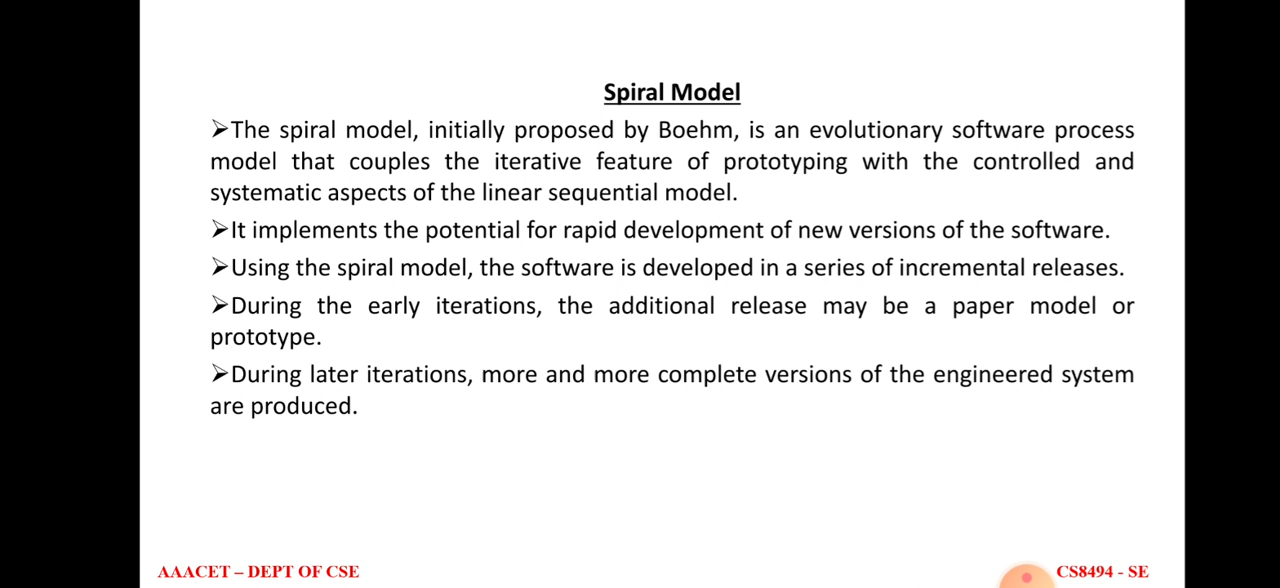 Spiral Model
➢The spiral model, initially proposed by Boehm, is an evolutionary software process
model that couples the iterative feature of prototyping with the controlled and
systematic aspects of the linear sequential model.
➢It implements the potential for rapid development of new versions of the software.
➢Using the spiral model, the software is developed in a series of incremental releases.
➢During the early iterations, the additional release may be a paper model or
prototype.
➢During later iterations, more and more complete versions of the engineered system
are produced.
AAACET – DEPT OF CSE
CS8494 - SE